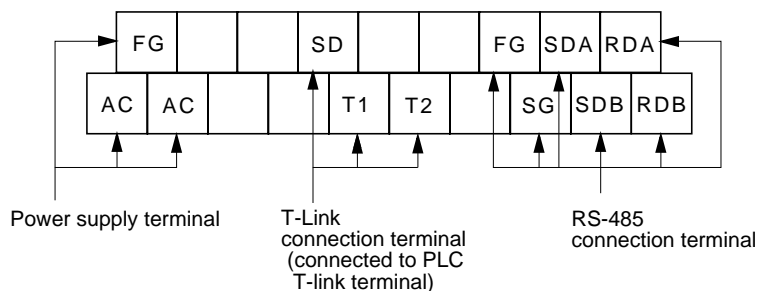 FG SD FG SDA RDA
AC AC T1 T2 SG SDB RDB
Power supply terminal
T-Link
connection terminal
(connected to PLC
T-link terminal)
RS-485
connection terminal